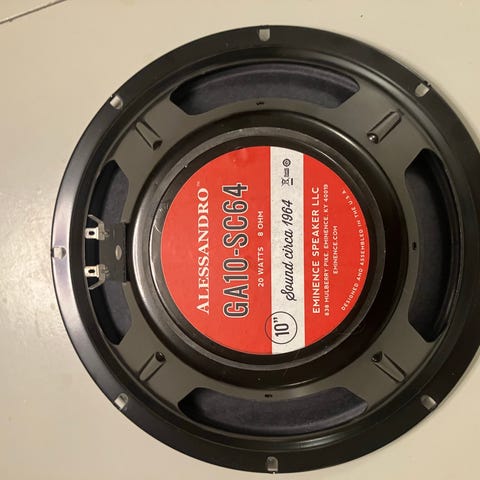 ALESSANDRO™
GA10-SC64
20 WATTS 8 OHM
10"
Sound circa 1964
EMINENCE SPEAKER LLC
838 MULBERRY PIKE, EMINENCE, KY 40019
EMINENCE.COM
DESIGNED AND ASSEMBLED IN THE U.S.A.